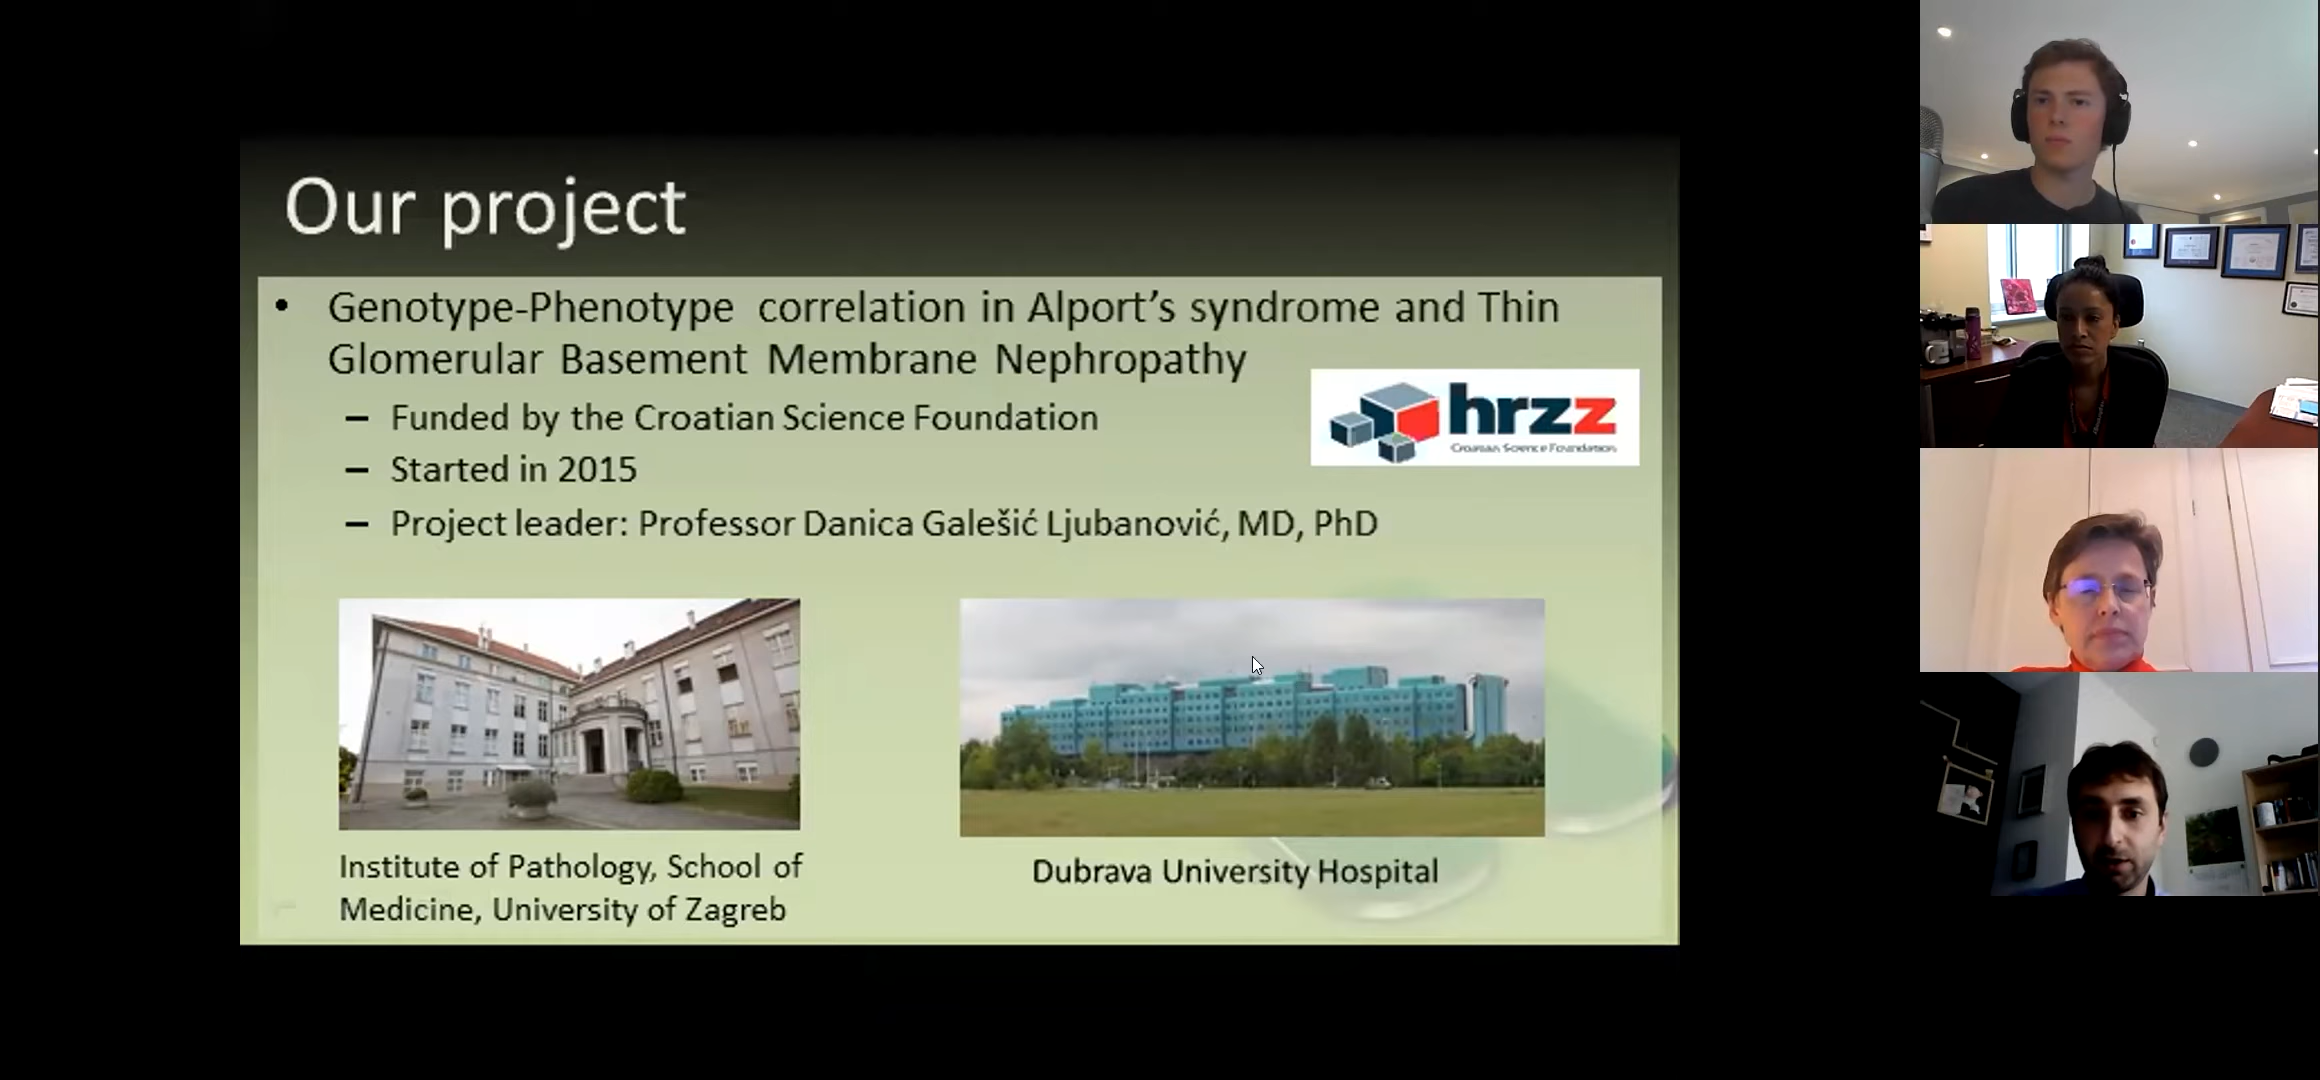 Our project
• Genotype-Phenotype correlation in Alport's syndrome and Thin
Glomerular Basement Membrane Nephropathy
– Funded by the Croatian Science Foundation
– Started in 2015
– Project leader: Professor Danica Galešić Ljubanović, MD, PhD
hrzz
Croatian Science Foundation
Institute of Pathology, School of
Medicine, University of Zagreb
Dubrava University Hospital